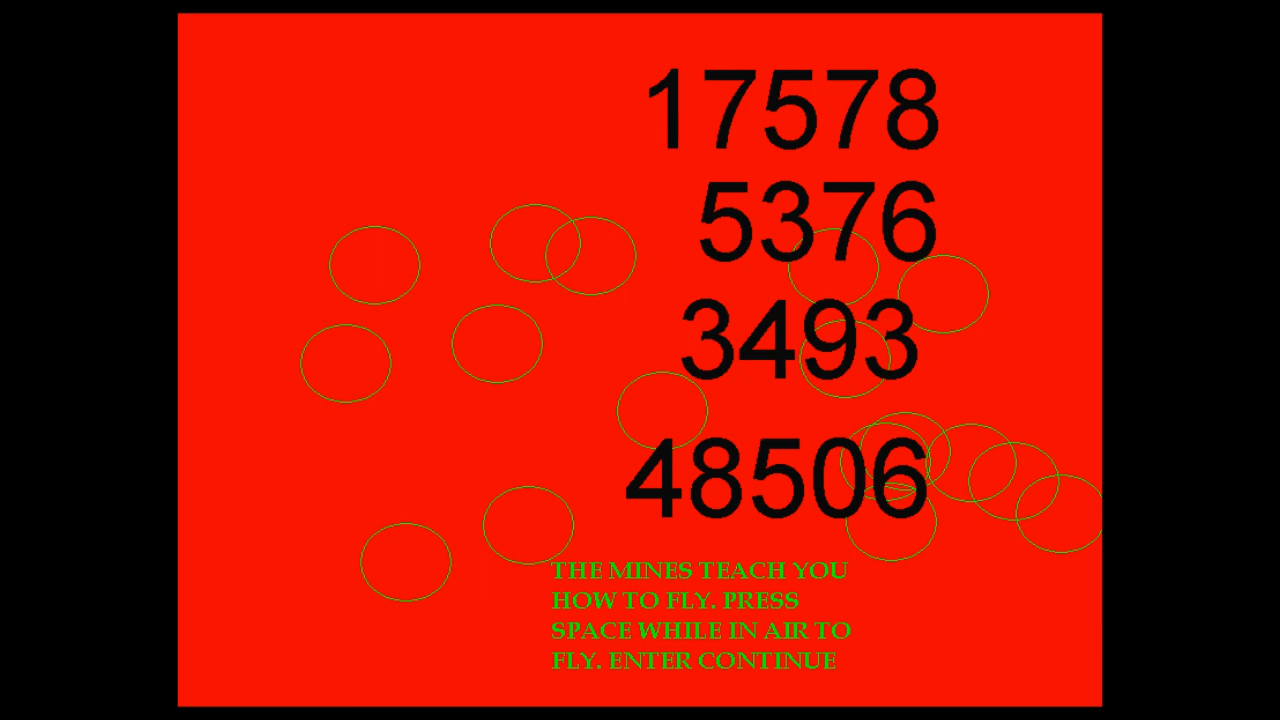 17578
5376
3493
48506
THE MINES TEACH YOU
HOW TO FLY. PRESS
SPACE WHILE IN AIR TO
FLY. ENTER CONTINUE